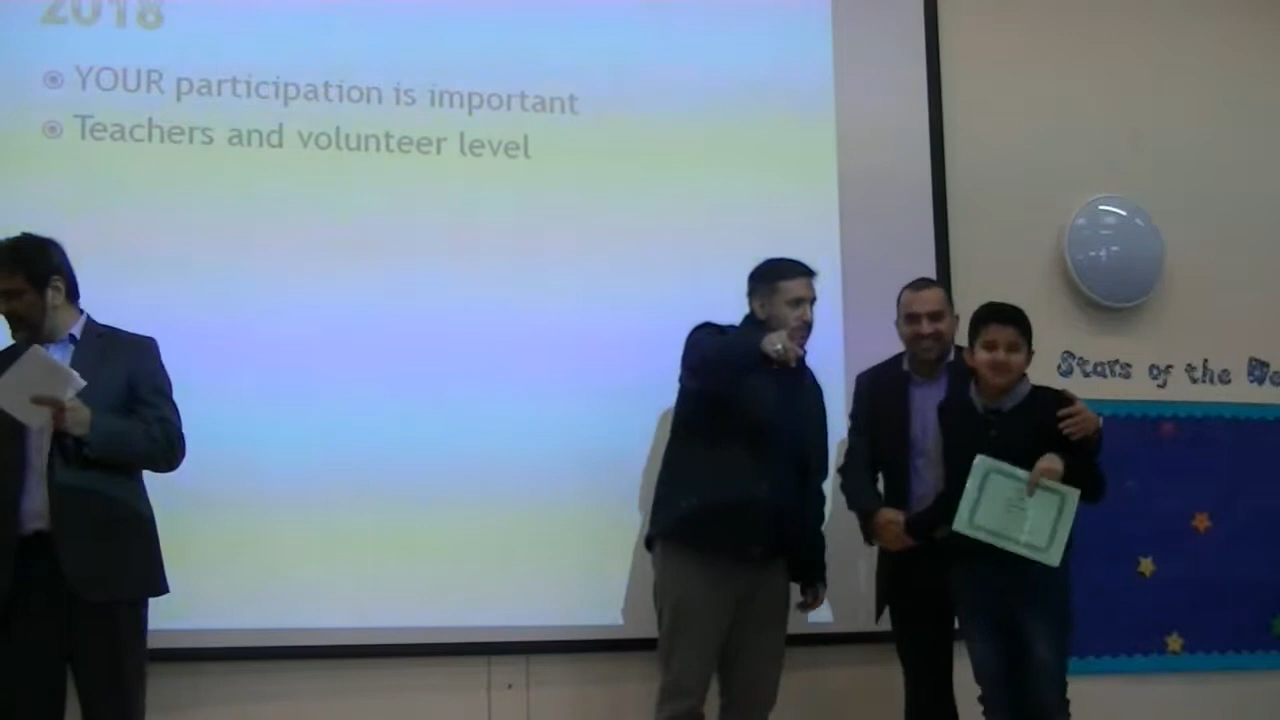 2018
YOUR participation is important
Teachers and volunteer level
Stars of the